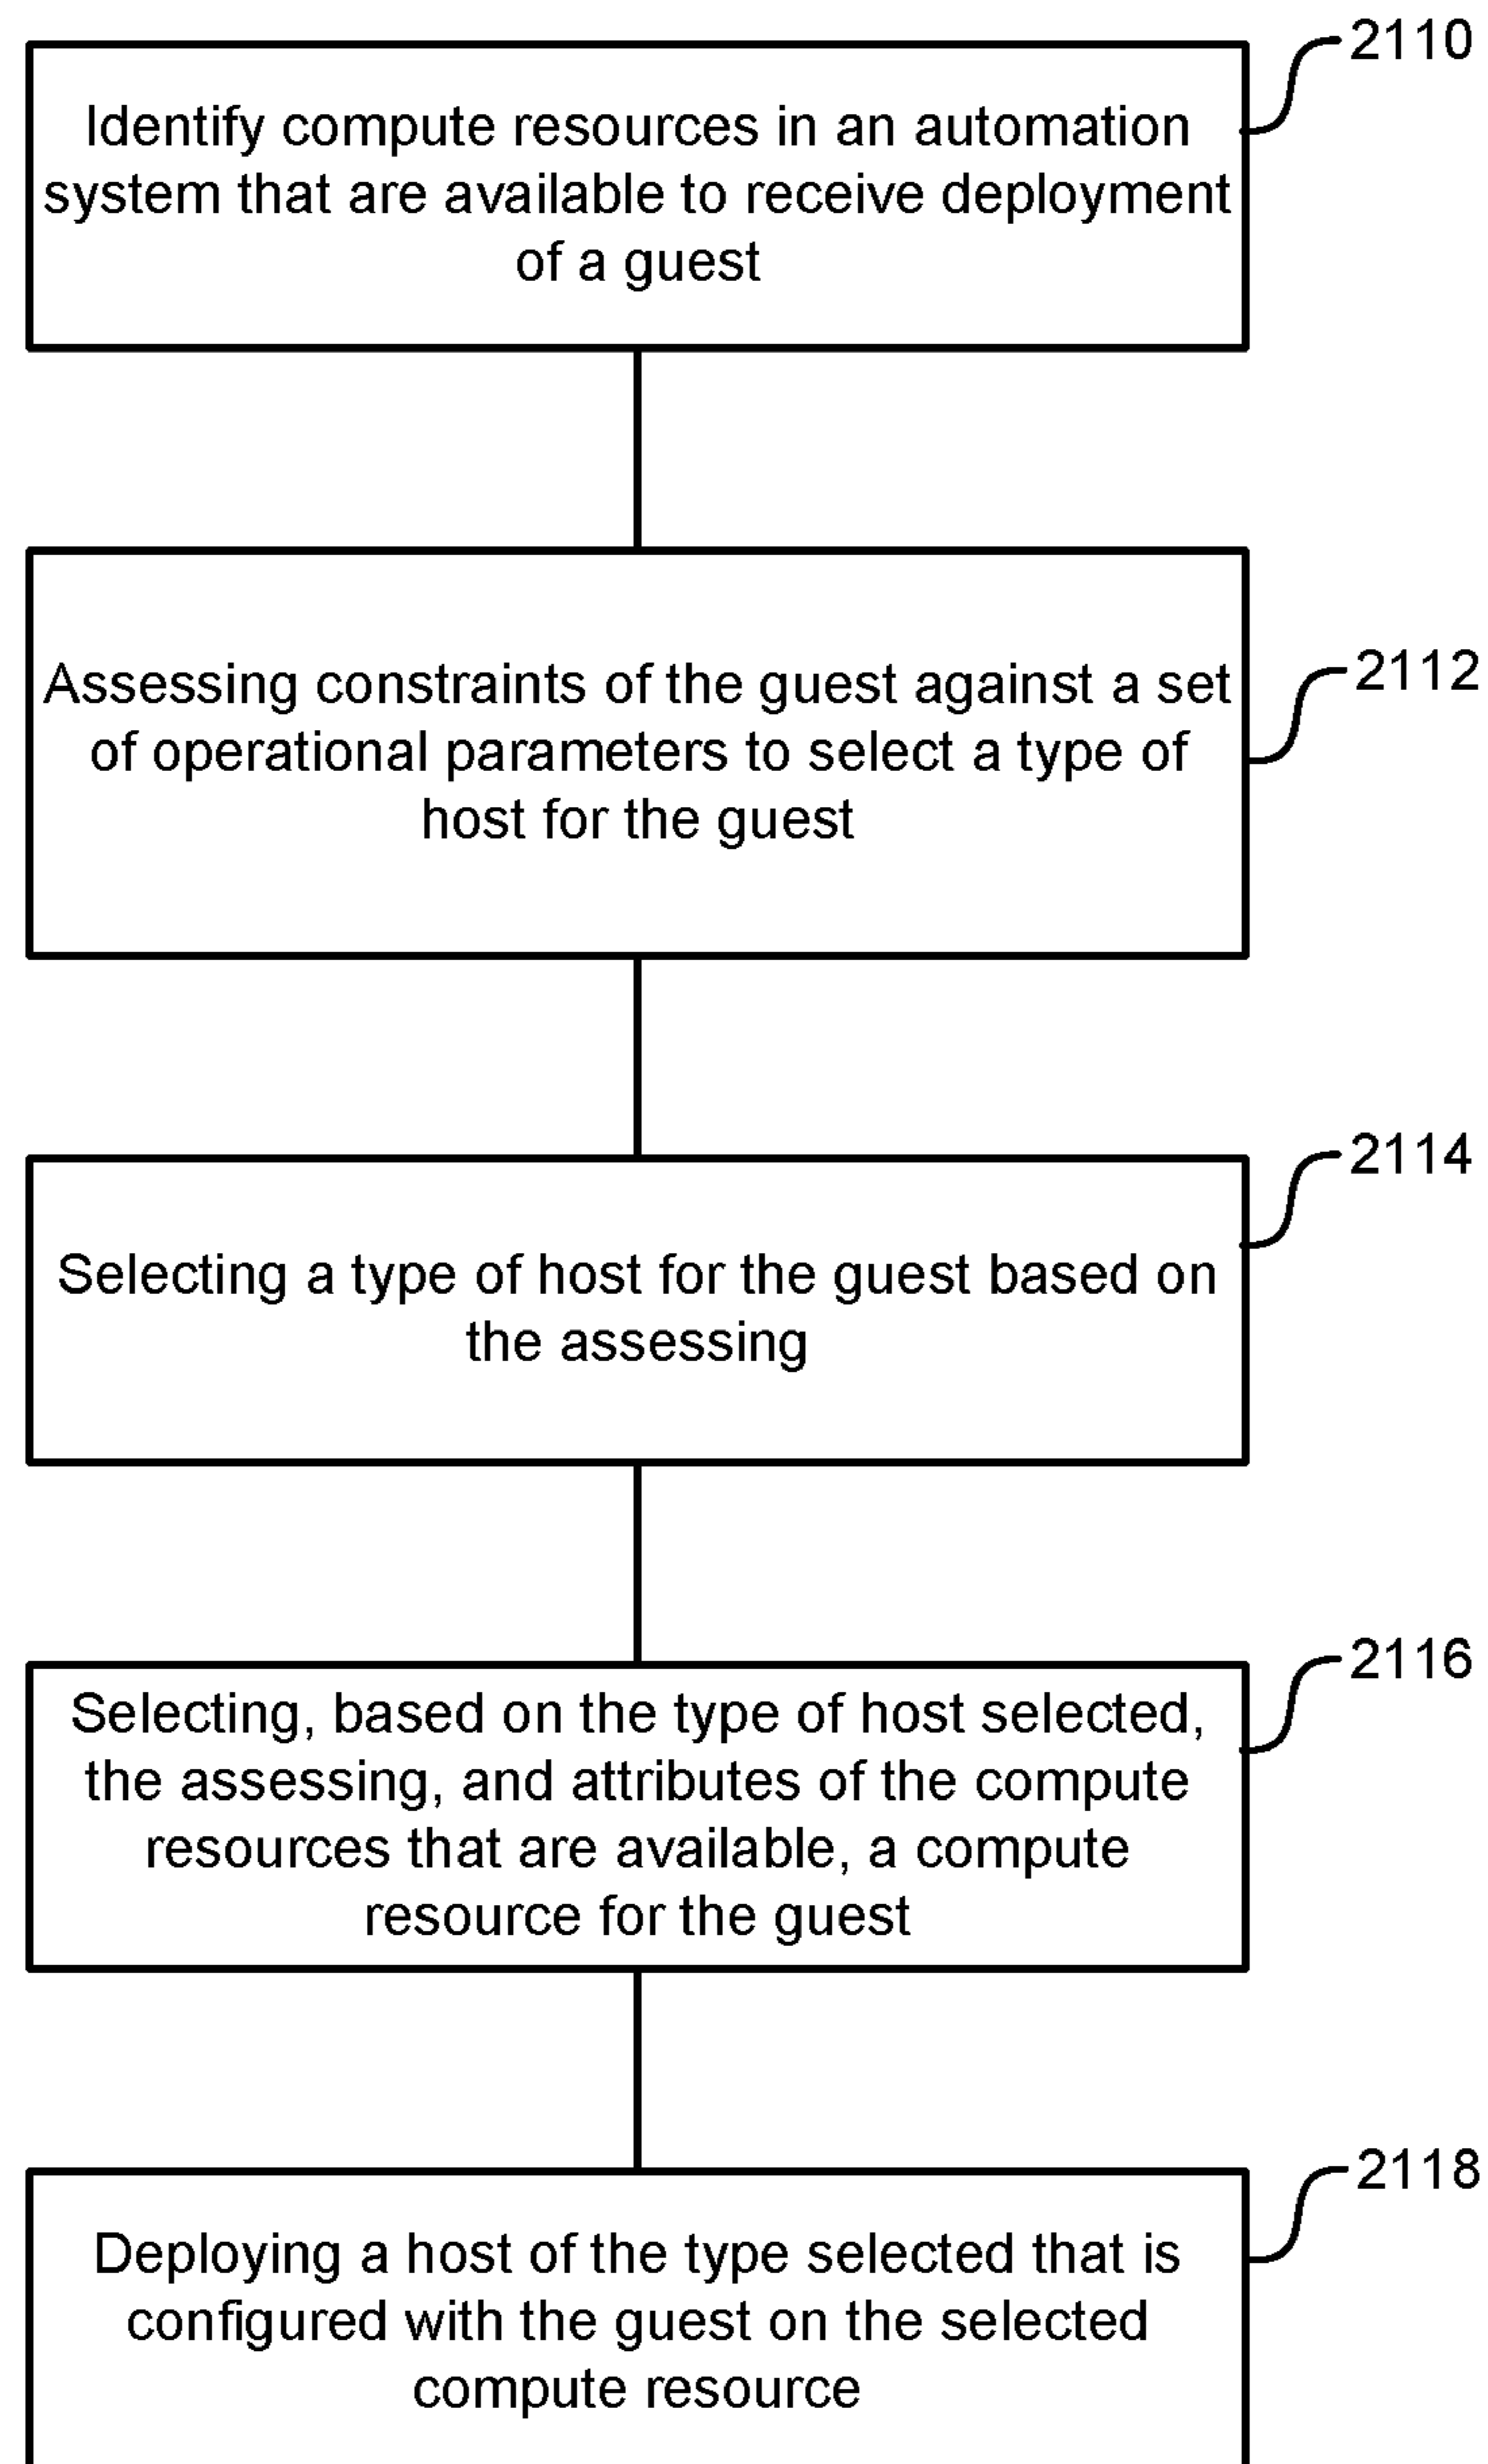 2110
Identify compute resources in an automation
system that are available to receive deployment
of a guest
2112
Assessing constraints of the guest against a set
of operational parameters to select a type of
host for the guest
2114
Selecting a type of host for the guest based on
the assessing
2116
Selecting, based on the type of host selected,
the assessing, and attributes of the compute
resources that are available, a compute
resource for the guest
2118
Deploying a host of the type selected that is
configured with the guest on the selected
compute resource